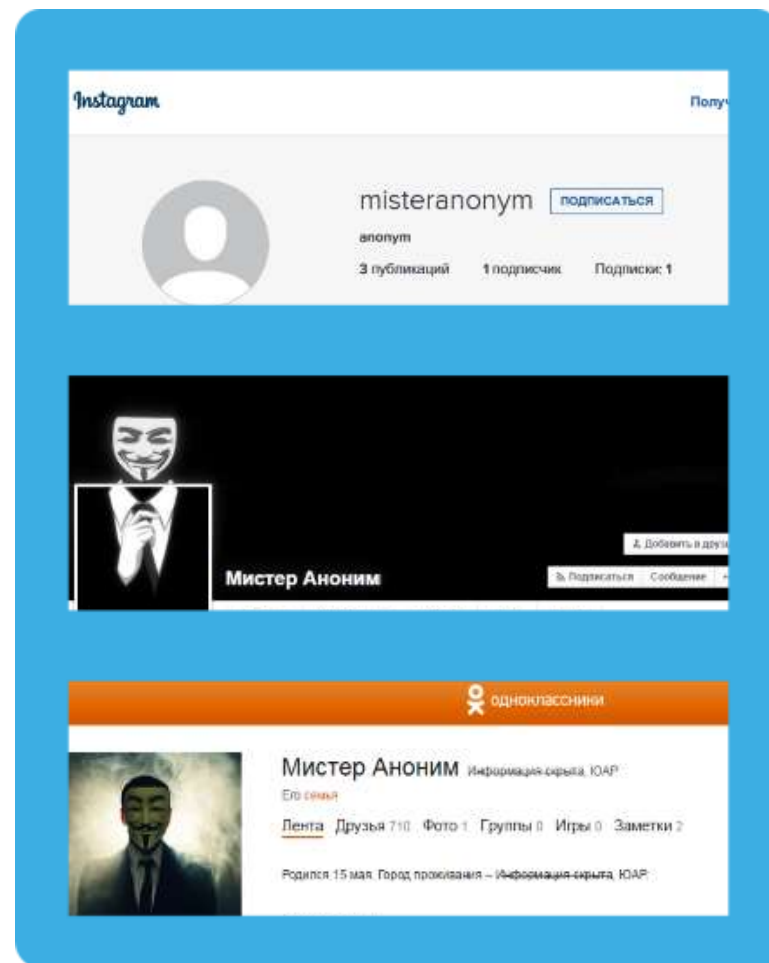 Instagram
Получ
misteranonym ПОДПИСАТЬСЯ
anonym
3 публикаций 1 подписчик Подписки: 1
Добавить в друзь
Мистер Аноним
Подписаться Сообщение
одноклассники
Мистер Аноним Информация скрыта, ЮАР
Его семья
Лента Друзья 710 Фото 1 Группы 0 Игры 0 Заметки 2
Родился 15 мая. Город проживания – Информация скрыта, ЮАР